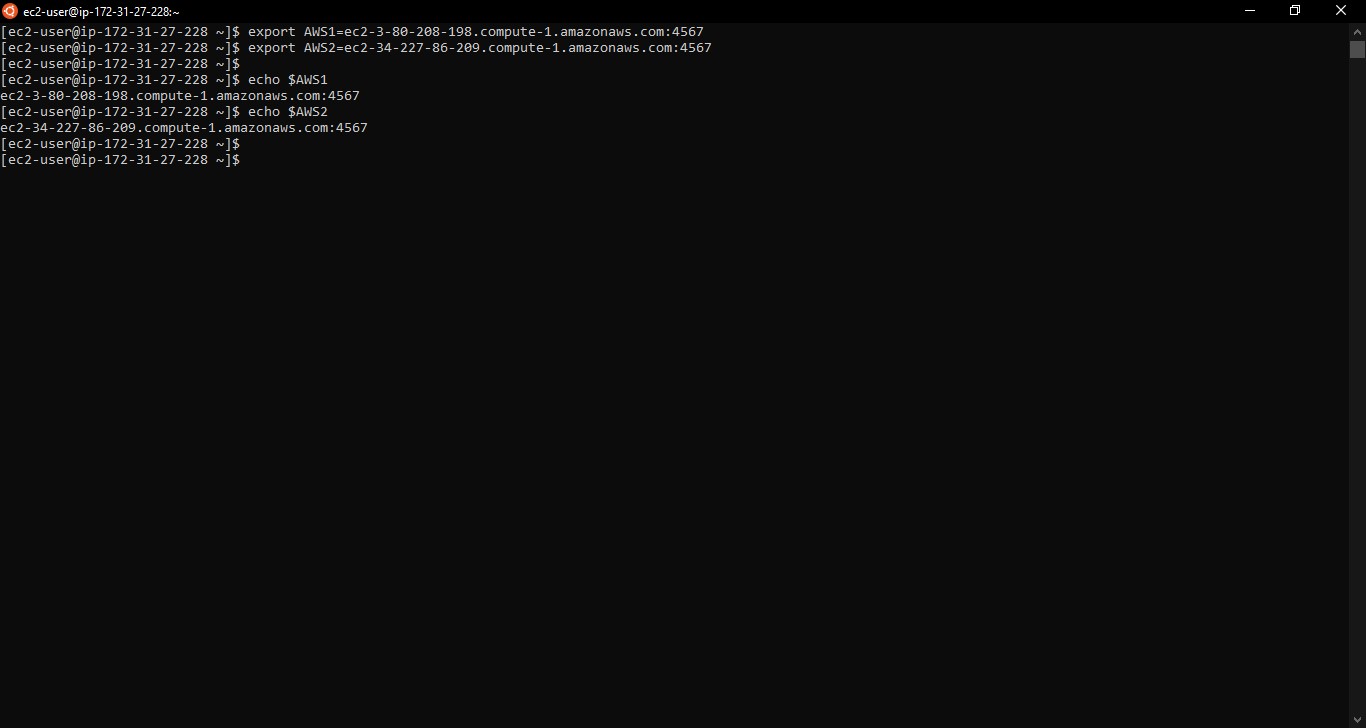 ec2-user@ip-172-31-27-228:~
[ec2-user@ip-172-31-27-228 ~]$ export AWS1=ec2-3-80-208-198.compute-1.amazonaws.com:4567
[ec2-user@ip-172-31-27-228 ~]$ export AWS2=ec2-34-227-86-209.compute-1.amazonaws.com:4567
[ec2-user@ip-172-31-27-228 ~]$
[ec2-user@ip-172-31-27-228 ~]$ echo $AWS1
ec2-3-80-208-198.compute-1.amazonaws.com:4567
[ec2-user@ip-172-31-27-228 ~]$ echo $AWS2
ec2-34-227-86-209.compute-1.amazonaws.com:4567
[ec2-user@ip-172-31-27-228 ~]$
[ec2-user@ip-172-31-27-228 ~]$